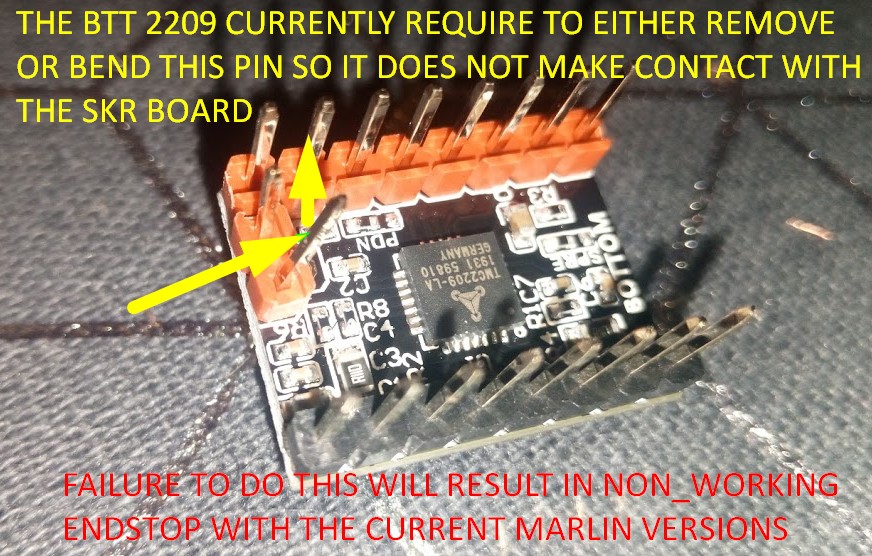 THE BTT 2209 CURRENTLY REQUIRE TO EITHER REMOVE
OR BEND THIS PIN SO IT DOES NOT MAKE CONTACT WITH
THE SKR BOARD
R3
PDN
BOTTOM
TMC2209-LA
1931 59810
GERMANY
C2
R1C7
R8
C4
C3
R6
FAILURE TO DO THIS WILL RESULT IN NON_WORKING
ENDSTOP WITH THE CURRENT MARLIN VERSIONS